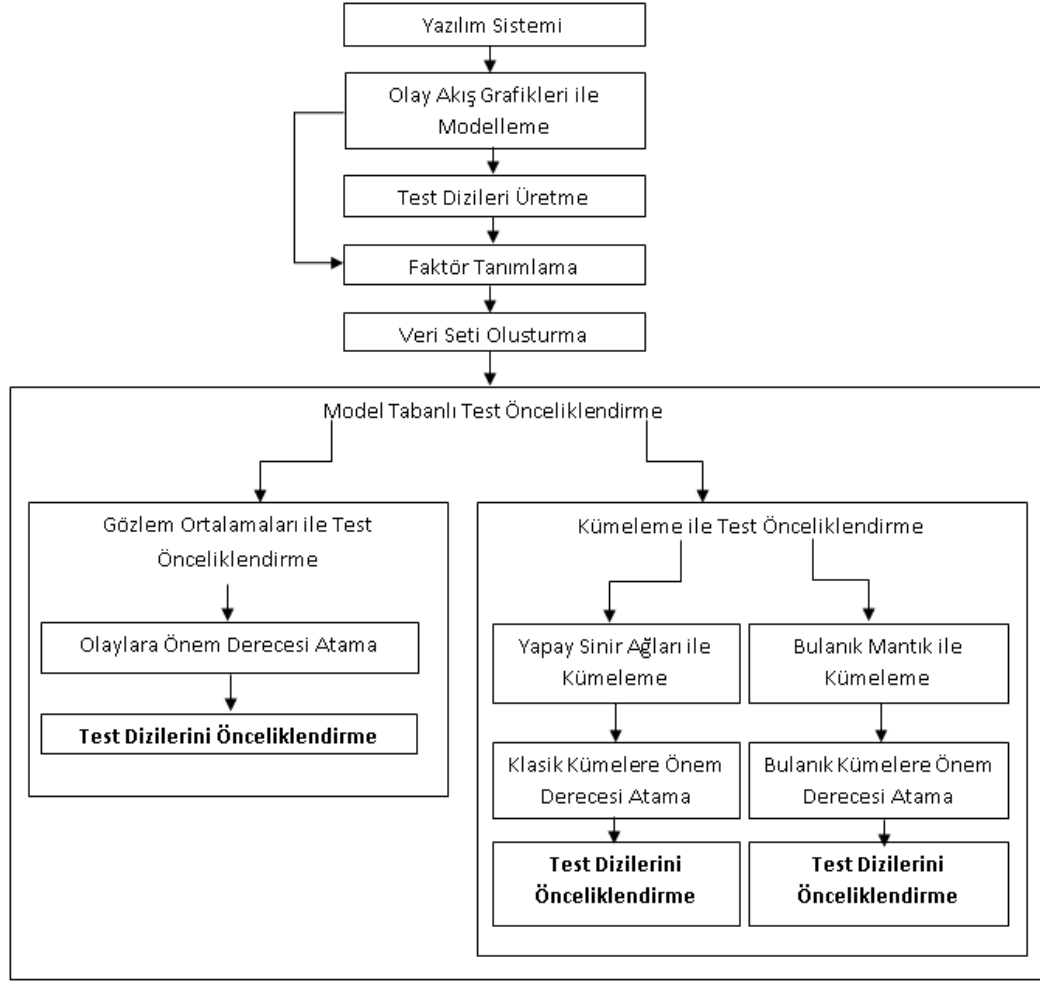 Yazılım Sistemi
Olay Akış Grafikleri ile
Modelleme
Test Dizileri Üretme
Faktör Tanımlama
Veri Seti Olusturma
Model Tabanlı Test Önceliklendirme
Gözlem Ortalamaları ile Test
Önceliklendirme
Olaylara Önem Derecesi Atama
Test Dizilerini Önceliklendirme
Kümeleme ile Test Önceliklendirme
Yapay Sinir Ağları ile
Kümeleme
Klasik Kümelere Önem
Derecesi Atama
Test Dizilerini
Önceliklendirme
Bulanık Mantık ile
Kümeleme
Bulanık Kümelere Önem
Derecesi Atama
Test Dizilerini
Önceliklendirme